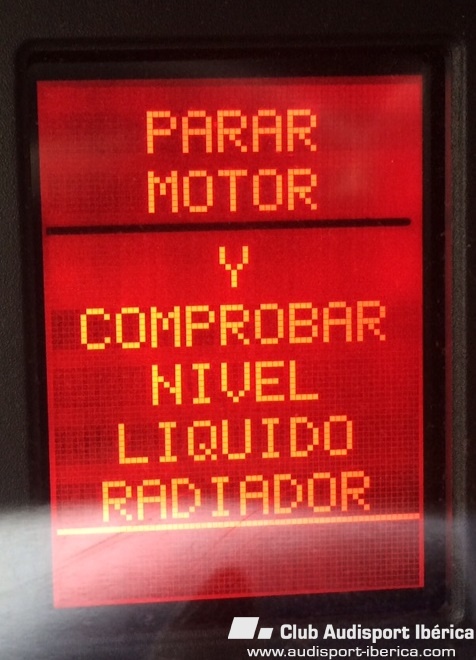 PARAR
MOTOR
Y
COMPROBAR
NIVEL
LIQUIDO
RADIADOR
Club Audisport Ibérica
www.audisport-iberica.com